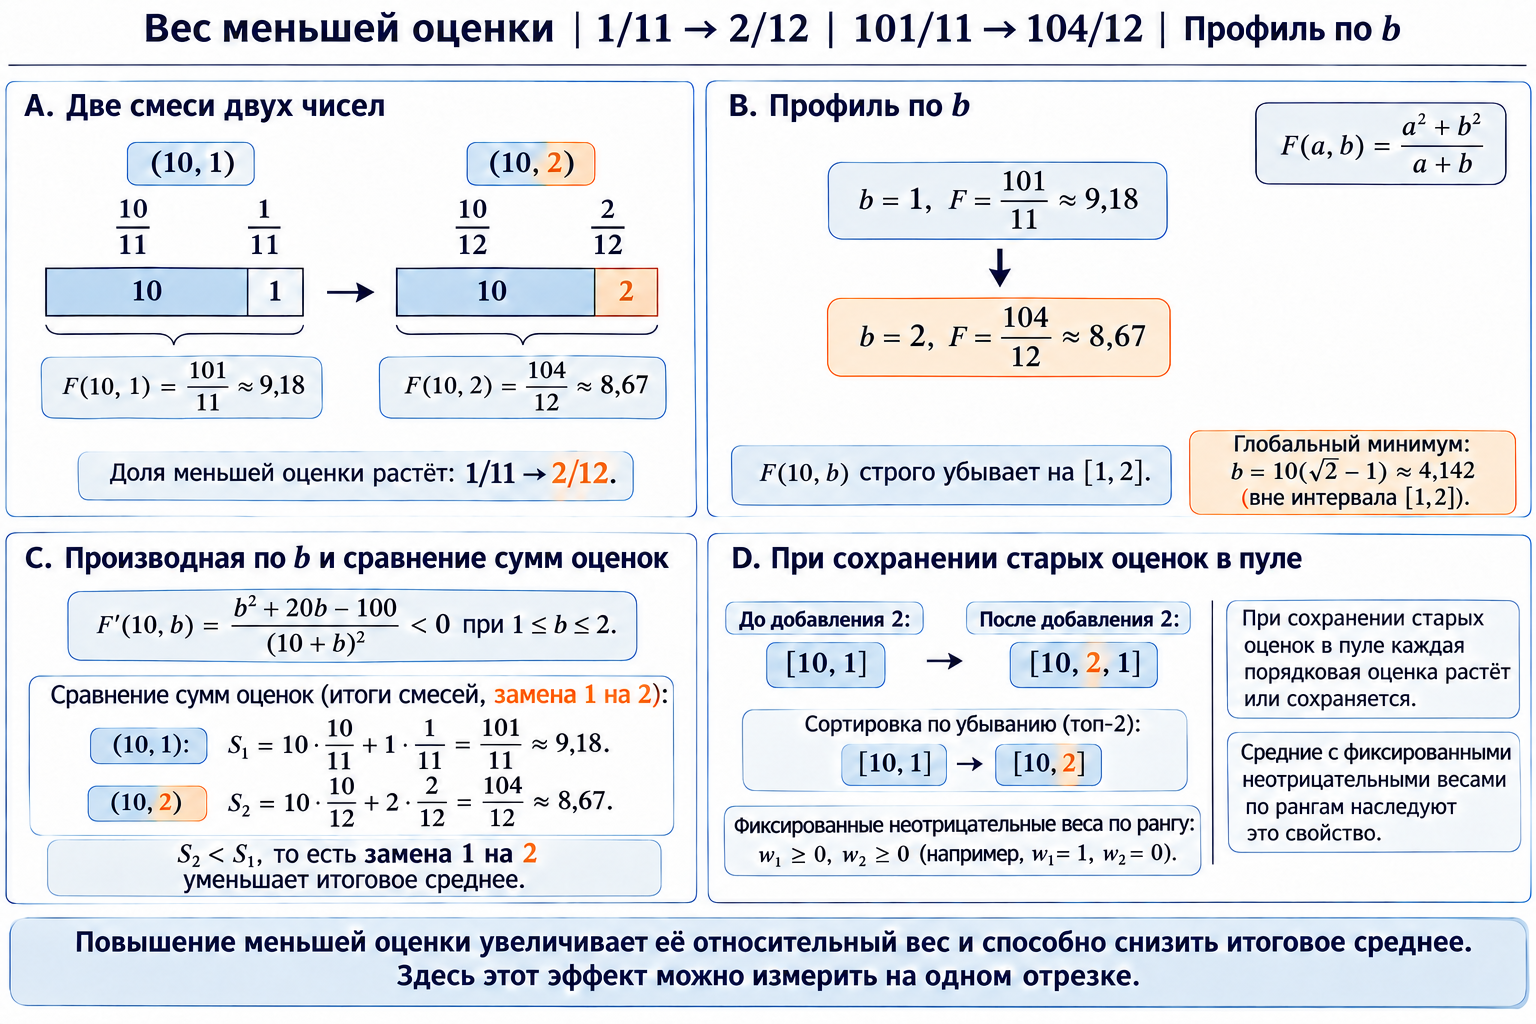 Вес меньшей оценки | 1/11 → 2/12 | 101/11 → 104/12 | Профиль по b
A. Две смеси двух чисел
(10, 1)
(10, 2)
10/11
1/11
10/12
2/12
10
1
→
10
2
F(10, 1) = 101/11 ≈ 9,18
F(10, 2) = 104/12 ≈ 8,67
Доля меньшей оценки растёт: 1/11 → 2/12.
B. Профиль по b
F(a, b) = (a² + b²)/(a + b)
b = 1, F = 101/11 ≈ 9,18
↓
b = 2, F = 104/12 ≈ 8,67
F(10, b) строго убывает на [1, 2].
Глобальный минимум:
b = 10(√2 − 1) ≈ 4,142
(вне интервала [1,2]).
C. Производная по b и сравнение сумм оценок
F′(10, b) = (b² + 20b − 100)/(10 + b)² < 0 при 1 ≤ b ≤ 2.
Сравнение сумм оценок (итоги смесей, замена 1 на 2):
(10, 1): S₁ = 10 · 10/11 + 1 · 1/11 = 101/11 ≈ 9,18.
(10, 2) S₂ = 10 · 10/12 + 2 · 2/12 = 104/12 ≈ 8,67.
S₂ < S₁, то есть замена 1 на 2
уменьшает итоговое среднее.
D. При сохранении старых оценок в пуле
До добавления 2:
После добавления 2:
[10, 1] → [10, 2, 1]
Сортировка по убыванию (топ-2):
[10, 1] → [10, 2]
Фиксированные неотрицательные веса по рангу:
w₁ ≥ 0, w₂ ≥ 0 (например, w₁ = 1, w₂ = 0).
При сохранении старых
оценок в пуле каждая
порядковая оценка растёт
или сохраняется.
Средние с фиксированными
неотрицательными весами
по рангам наследуют
это свойство.
Повышение меньшей оценки увеличивает её относительный вес и способно снизить итоговое среднее.
Здесь этот эффект можно измерить на одном отрезке.